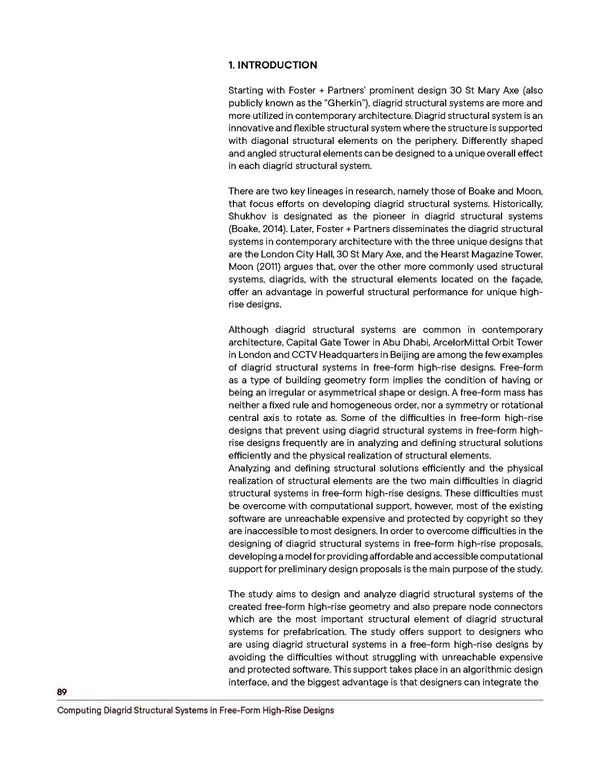 1. INTRODUCTION
Starting with Foster + Partners' prominent design 30 St Mary Axe (also
publicly known as the "Gherkin"), diagrid structural systems are more and
more utilized in contemporary architecture. Diagrid structural system is an
innovative and flexible structural system where the structure is supported
with diagonal structural elements on the periphery. Differently shaped
and angled structural elements can be designed to a unique overall effect
in each diagrid structural system.
There are two key lineages in research, namely those of Boake and Moon,
that focus efforts on developing diagrid structural systems. Historically,
Shukhov is designated as the pioneer in diagrid structural systems
(Boake, 2014). Later, Foster + Partners disseminates the diagrid structural
systems in contemporary architecture with the three unique designs that
are the London City Hall, 30 St Mary Axe, and the Hearst Magazine Tower.
Moon (2011) argues that, over the other more commonly used structural
systems, diagrids, with the structural elements located on the façade,
offer an advantage in powerful structural performance for unique high-
rise designs.
Although diagrid structural systems are common in contemporary
architecture, Capital Gate Tower in Abu Dhabi, ArcelorMittal Orbit Tower
in London and CCTV Headquarters in Beijing are among the few examples
of diagrid structural systems in free-form high-rise designs. Free-form
as a type of building geometry form implies the condition of having or
being an irregular or asymmetrical shape or design. A free-form mass has
neither a fixed rule and homogeneous order, nor a symmetry or rotational
central axis to rotate as. Some of the difficulties in free-form high-rise
designs that prevent using diagrid structural systems in free-form high-
rise designs frequently are in analyzing and defining structural solutions
efficiently and the physical realization of structural elements.
Analyzing and defining structural solutions efficiently and the physical
realization of structural elements are the two main difficulties in diagrid
structural systems in free-form high-rise designs. These difficulties must
be overcome with computational support, however, most of the existing
software are unreachable expensive and protected by copyright so they
are inaccessible to most designers. In order to overcome difficulties in the
designing of diagrid structural systems in free-form high-rise proposals,
developing a model for providing affordable and accessible computational
support for preliminary design proposals is the main purpose of the study.
The study aims to design and analyze diagrid structural systems of the
created free-form high-rise geometry and also prepare node connectors
which are the most important structural element of diagrid structural
systems for prefabrication. The study offers support to designers who
are using diagrid structural systems in a free-form high-rise designs by
avoiding the difficulties without struggling with unreachable expensive
and protected software. This support takes place in an algorithmic design
interface, and the biggest advantage is that designers can integrate the
89
Computing Diagrid Structural Systems in Free-Form High-Rise Designs